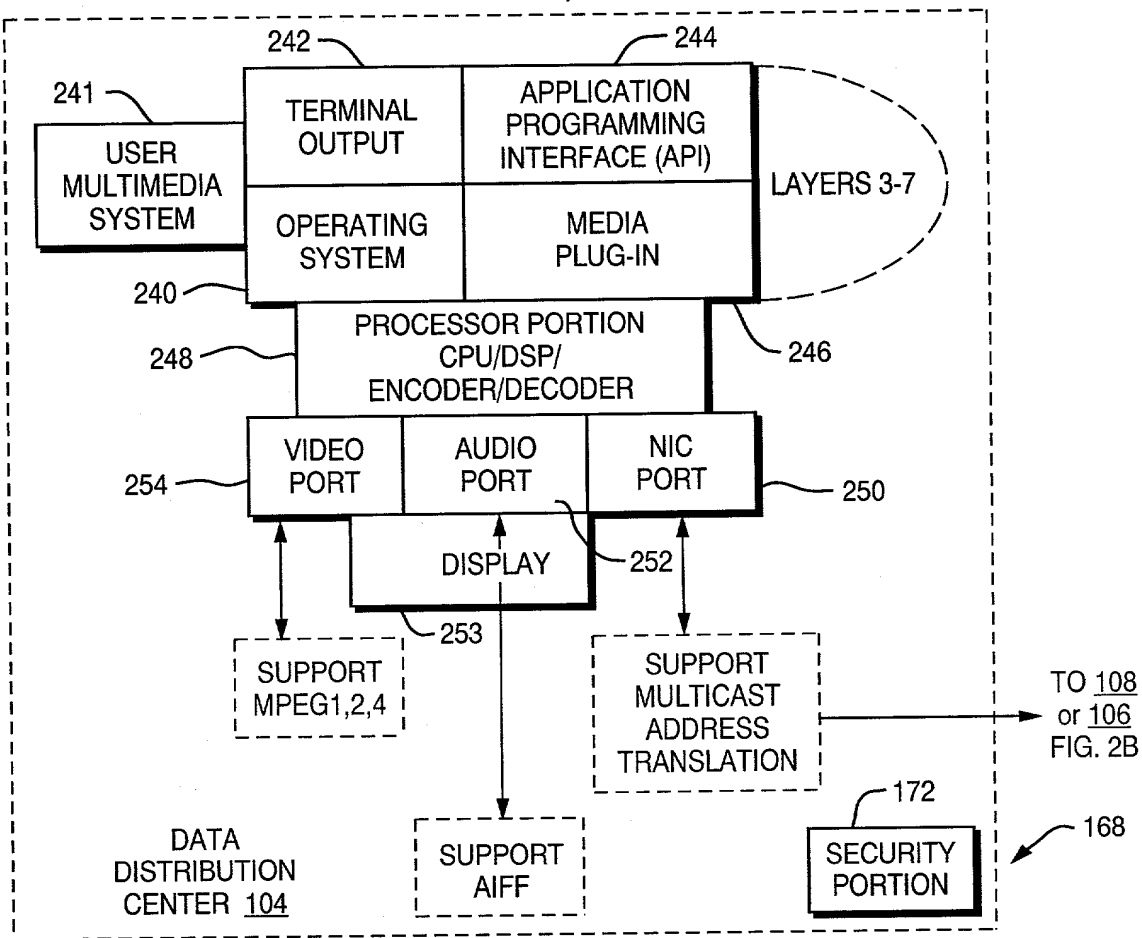 242
244
241
TERMINAL
OUTPUT
APPLICATION
PROGRAMMING
INTERFACE (API)
USER
MULTIMEDIA
SYSTEM
LAYERS 3-7
OPERATING
SYSTEM
MEDIA
PLUG-IN
240
248
PROCESSOR PORTION
CPU/DSP/
ENCODER/DECODER
246
254
VIDEO
PORT
AUDIO
PORT
NIC
PORT
250
DISPLAY
252
253
SUPPORT
MPEG1,2,4
SUPPORT
MULTICAST
ADDRESS
TRANSLATION
TO 108
or 106
FIG. 2B
172
168
DATA
DISTRIBUTION
CENTER 104
SUPPORT
AIFF
SECURITY
PORTION